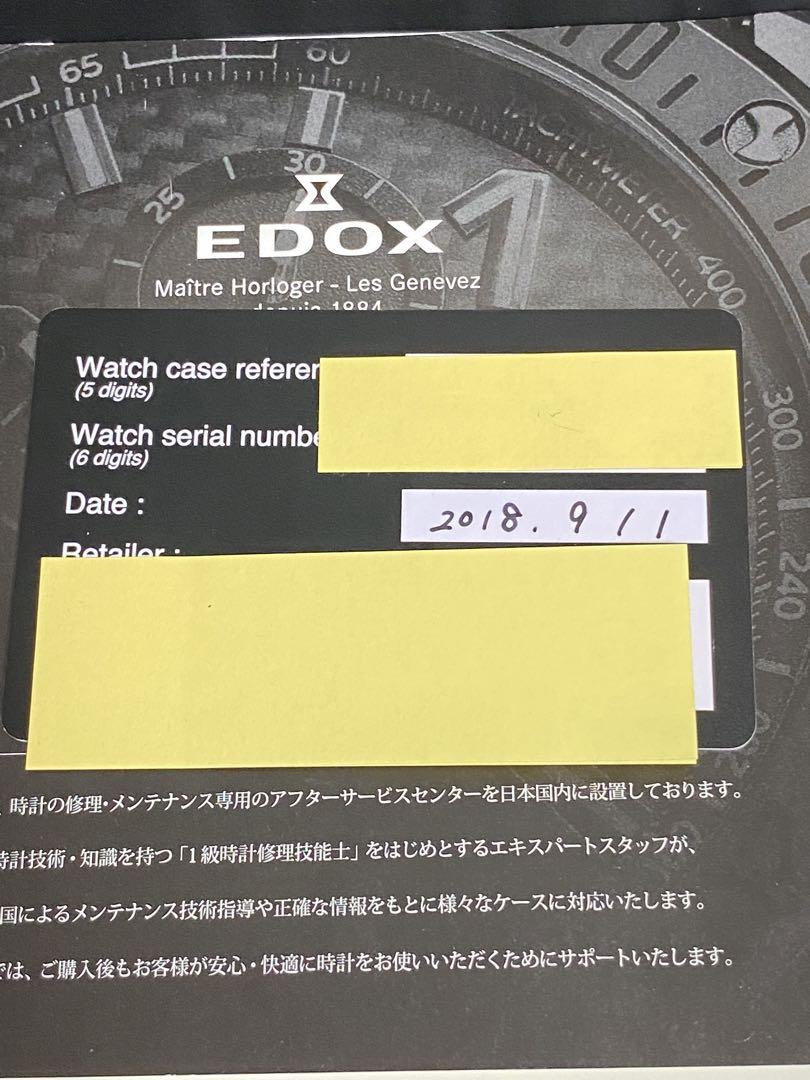 65
60
30
25
TACHYMETER 400
EDOX
Maître Horloger - Les Genevez
depuis 1884
300
240
Watch case referen
(5 digits)
Watch serial numbe
(6 digits)
Date :
2018. 9 11
Retailer :
時計の修理・メンテナンス専用のアフターサービスセンターを日本国内に設置しております。
時計技術・知識を持つ「1級時計修理技能士」をはじめとするエキスパートスタッフが、
国によるメンテナンス技術指導や正確な情報をもとに様々なケースに対応いたします。
では、ご購入後もお客様が安心・快適に時計をお使いいただくためにサポートいたします。